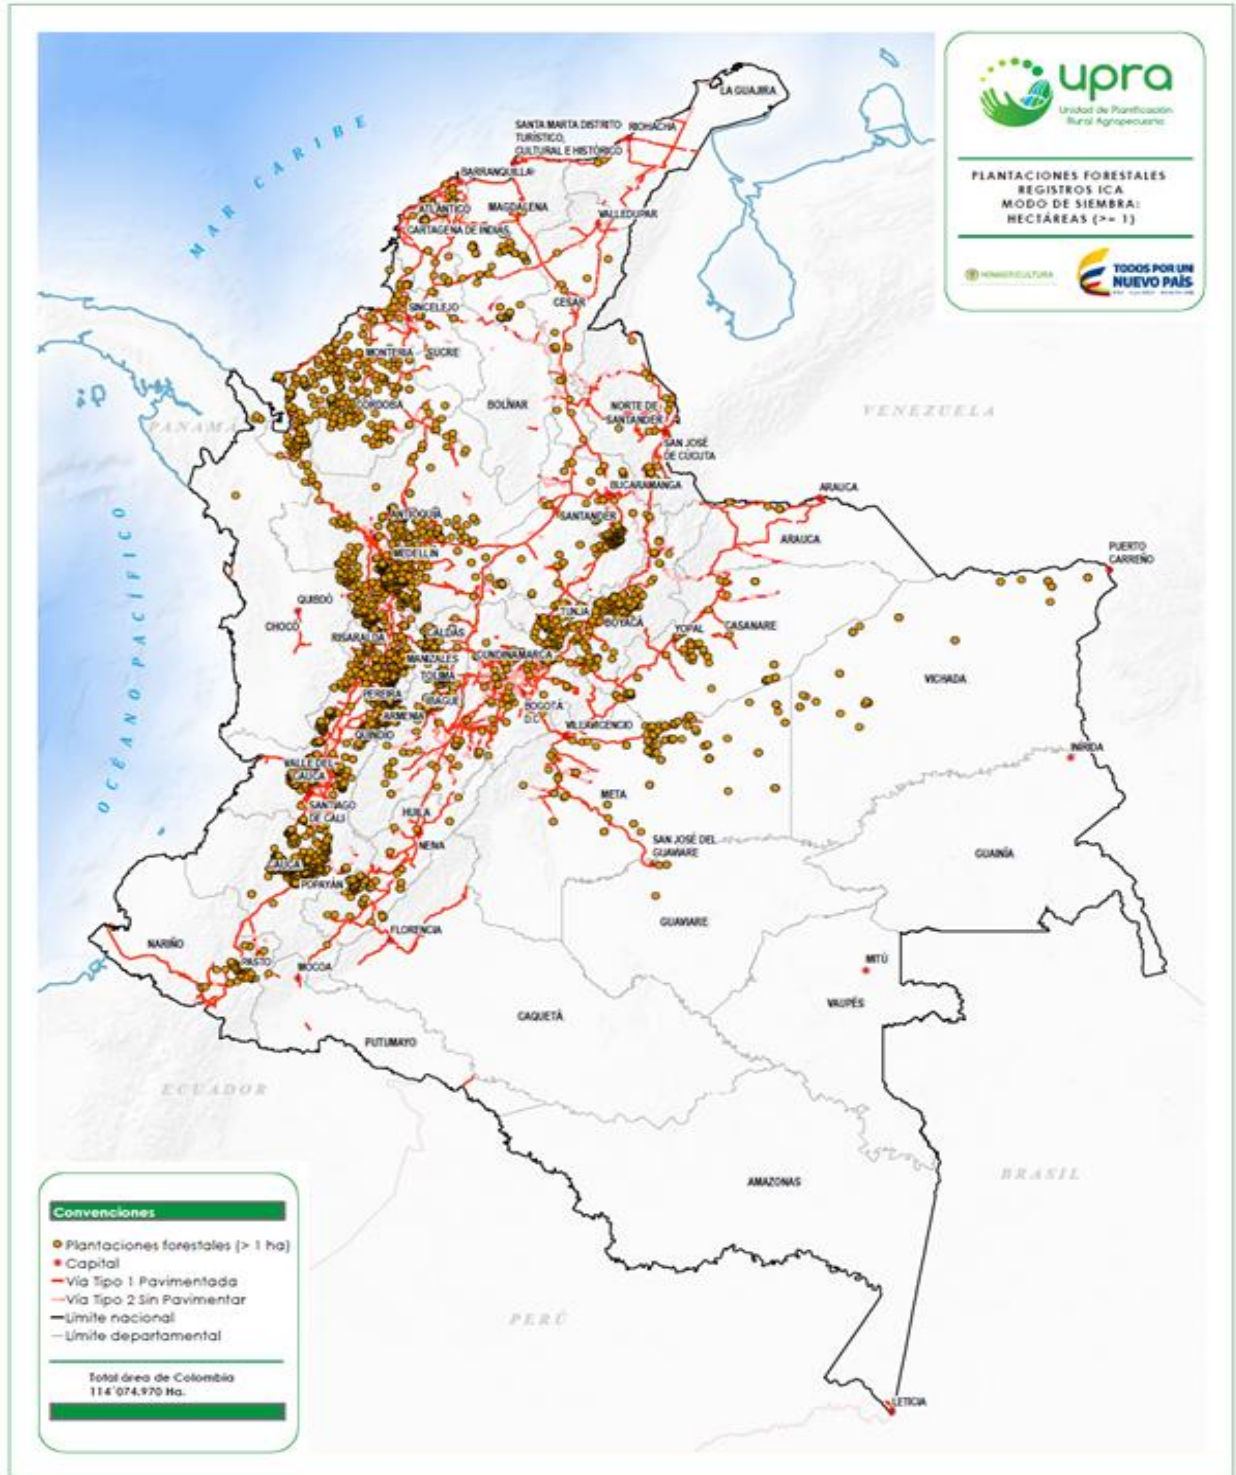 upra
Unidad de Planificación
Rural Agropecuaria
PLANTACIONES FORESTALES
REGISTROS ICA
MODO DE SIEMBRA:
HECTÁREAS (>= 1)
MINAGRICULTURA
TODOS POR UN
NUEVO PAÍS
MAR CARIBE
LA GUAJIRA
SANTA MARTA DISTRITO
TURÍSTICO,
CULTURAL E HISTÓRICO
RIOHACHA
BARRANQUILLA
ATLÁNTICO
MAGDALENA
VALLEDUPAR
CARTAGENA DE INDIAS
SINCELEJO
CESAR
MONTERÍA
SUCRE
CÓRDOBA
BOLÍVAR
NORTE DE
SANTANDER
VENEZUELA
PANAMÁ
SAN JOSÉ
DE CÚCUTA
BUCARAMANGA
ARAUCA
ANTIOQUIA
SANTANDER
ARAUCA
MEDELLÍN
PUERTO
CARREÑO
OCÉANO PACÍFICO
QUIBDÓ
CHOCÓ
TUNJA
BOYACÁ
RISARALDA
CALDAS
YOPAL
CASANARE
MANIZALES
CUNDINAMARCA
TOLIMA
VICHADA
PEREIRA
IBAGUÉ
BOGOTÁ
D.C.
ARMENIA
VILLAVICENCIO
QUINDÍO
INÍRIDA
VALLE DEL
CAUCA
META
SANTIAGO
DE CALI
HUILA
NEIVA
SAN JOSÉ DEL
GUAVIARE
GUAINÍA
CAUCA
POPAYÁN
GUAVIARE
FLORENCIA
NARIÑO
PASTO
MOCOA
MITÚ
VAUPÉS
CAQUETÁ
PUTUMAYO
ECUADOR
BRASIL
AMAZONAS
PERÚ
LETICIA
Convenciones
Plantaciones forestales (> 1 ha)
Capital
Vía Tipo 1 Pavimentada
Vía Tipo 2 Sin Pavimentar
Límite nacional
Límite departamental
Total área de Colombia
114´074.970 Ha.